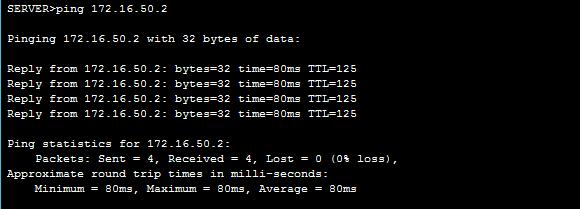 SERVER>ping 172.16.50.2
Pinging 172.16.50.2 with 32 bytes of data:
Reply from 172.16.50.2: bytes=32 time=80ms TTL=125
Reply from 172.16.50.2: bytes=32 time=80ms TTL=125
Reply from 172.16.50.2: bytes=32 time=80ms TTL=125
Reply from 172.16.50.2: bytes=32 time=80ms TTL=125
Ping statistics for 172.16.50.2:
Packets: Sent = 4, Received = 4, Lost = 0 (0% loss),
Approximate round trip times in milli-seconds:
Minimum = 80ms, Maximum = 80ms, Average = 80ms